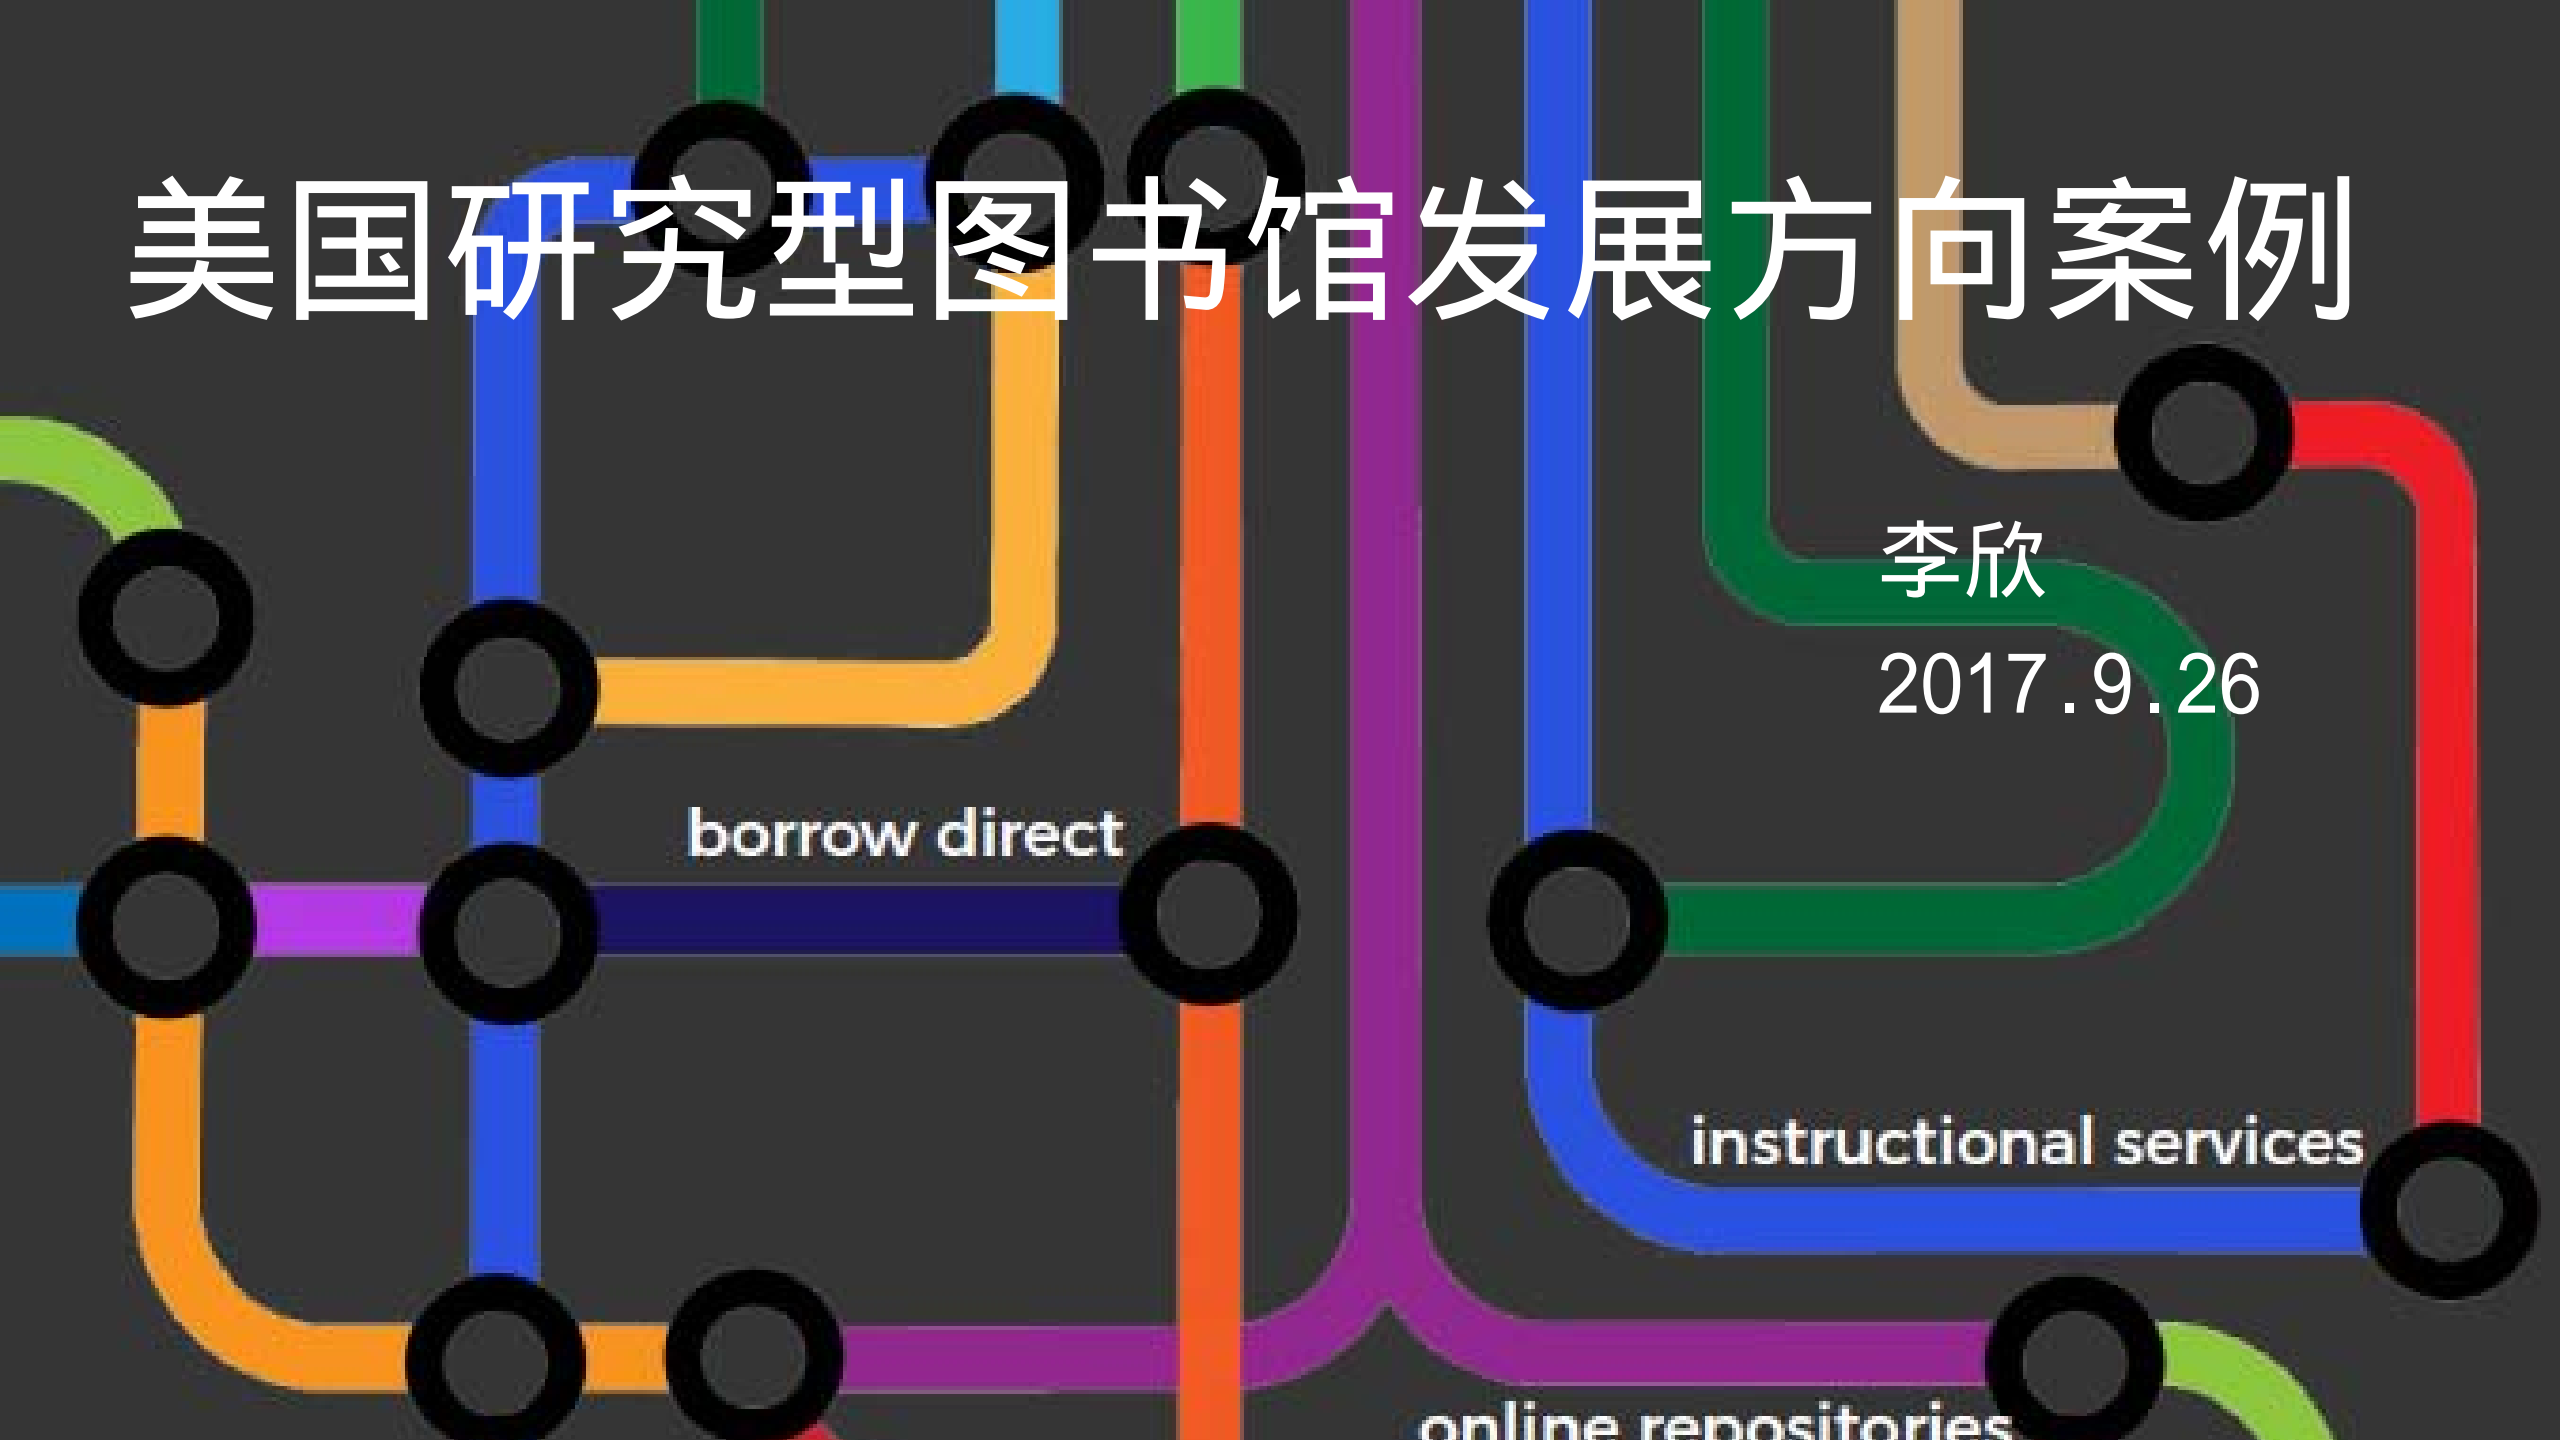 美国研究型图书馆发展方向案例
李欣
2017.9.26
borrow direct
instructional services
online repositories